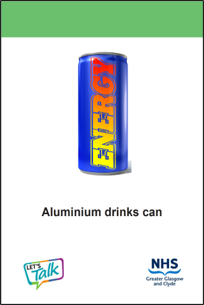 ENERGY
Aluminium drinks can
LET'S
Talk
NHS
Greater Glasgow
and Clyde